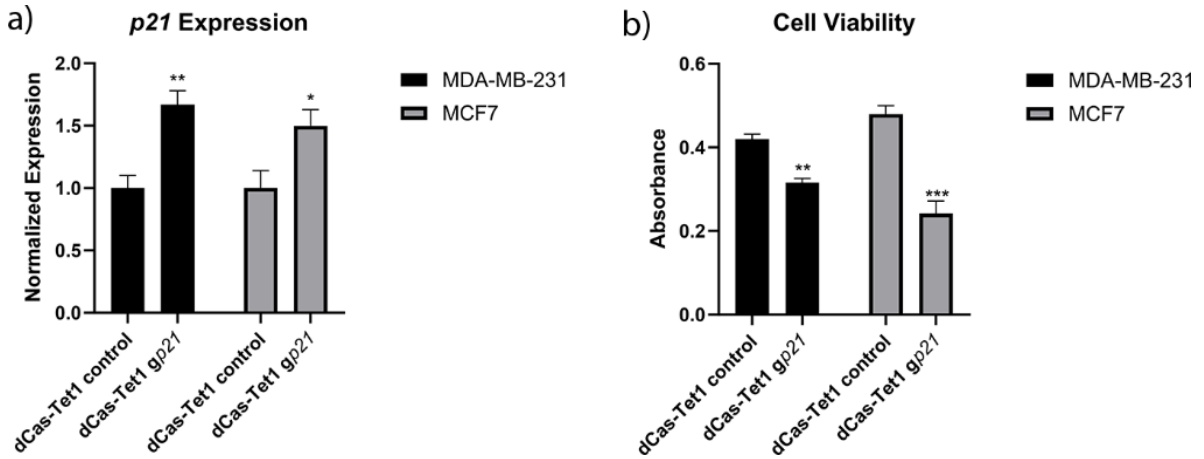 a)
p21 Expression
Normalized Expression
2.0
1.5
1.0
0.5
0.0
**
*
dCas-Tet1 control
dCas-Tet1 gp21
dCas-Tet1 control
dCas-Tet1 gp21
MDA-MB-231
MCF7
b)
Cell Viability
Absorbance
0.6
0.4
0.2
0.0
**
***
dCas-Tet1 control
dCas-Tet1 gp21
dCas-Tet1 control
dCas-Tet1 gp21
MDA-MB-231
MCF7